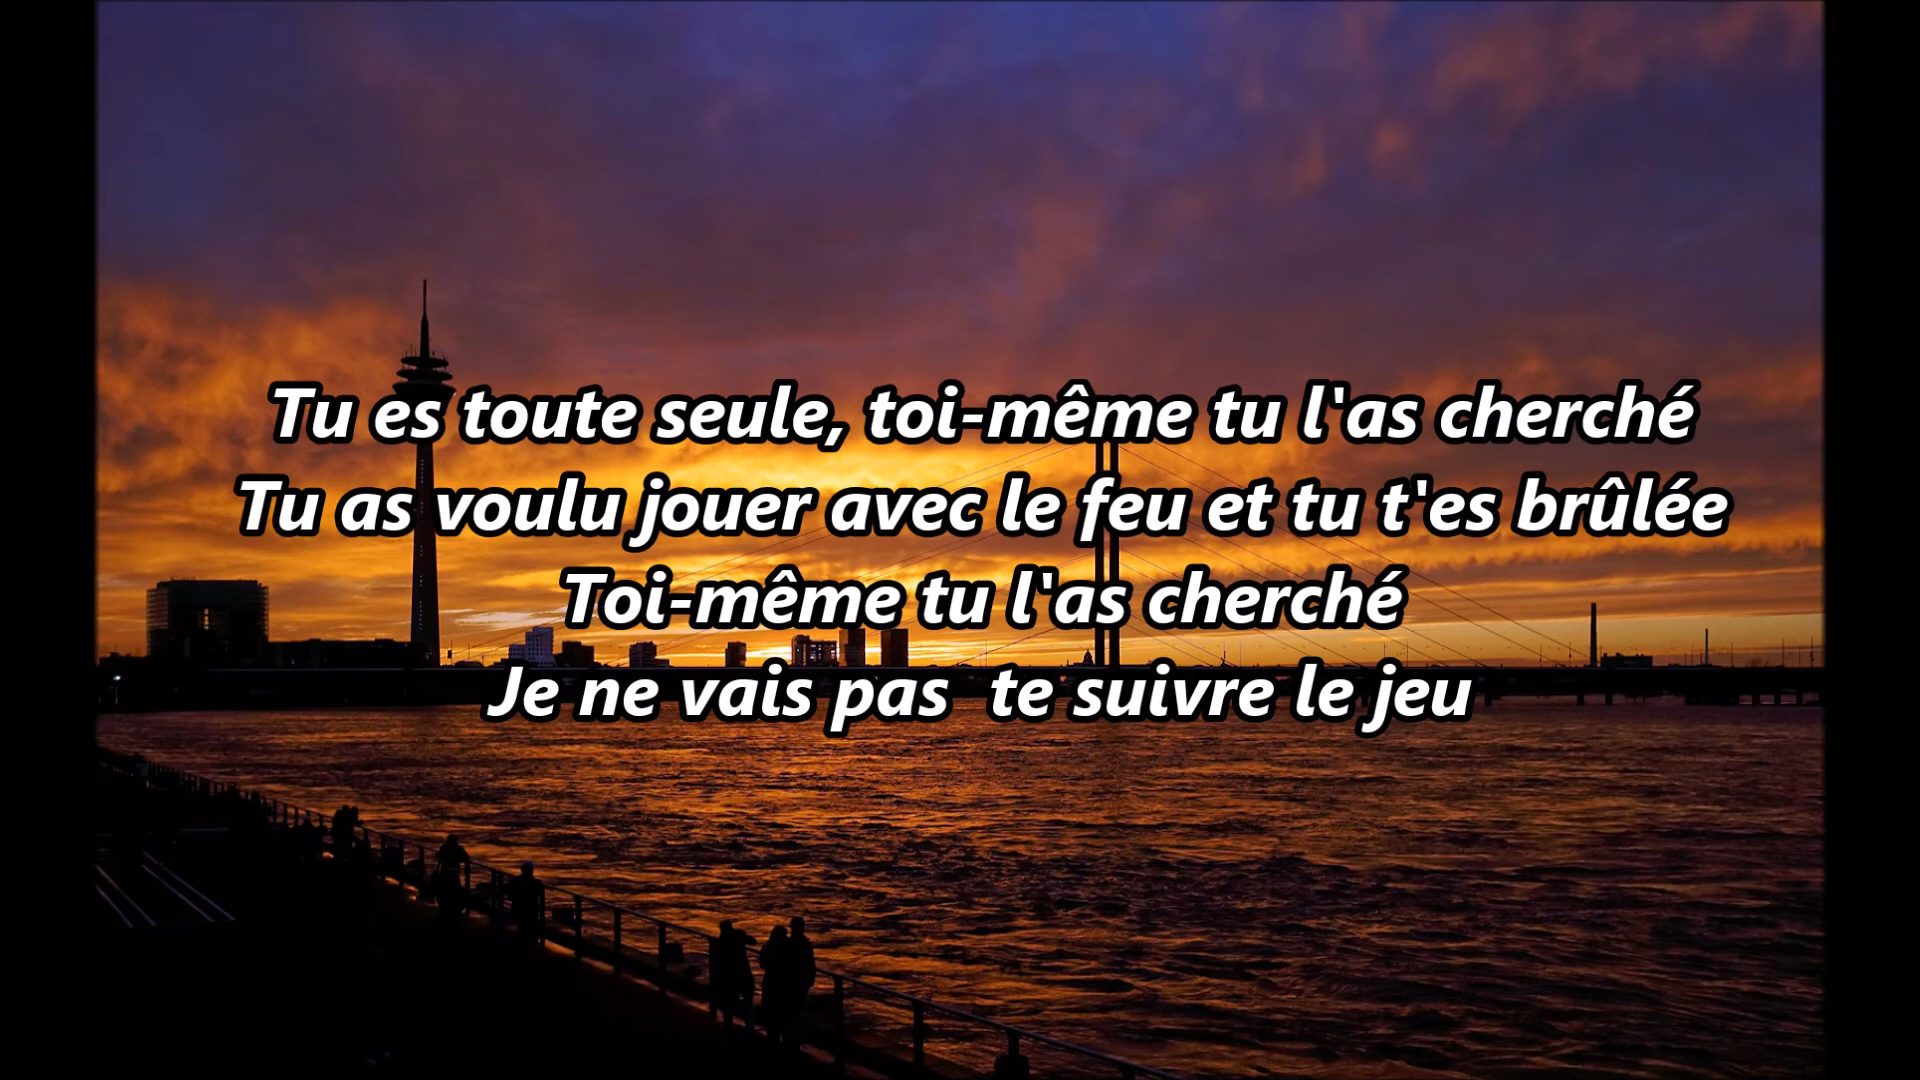 Tu es toute seule, toi-même tu l'as cherché
Tu as voulu jouer avec le feu et tu t'es brûlée
Toi-même tu l'as cherché
Je ne vais pas  te suivre le jeu